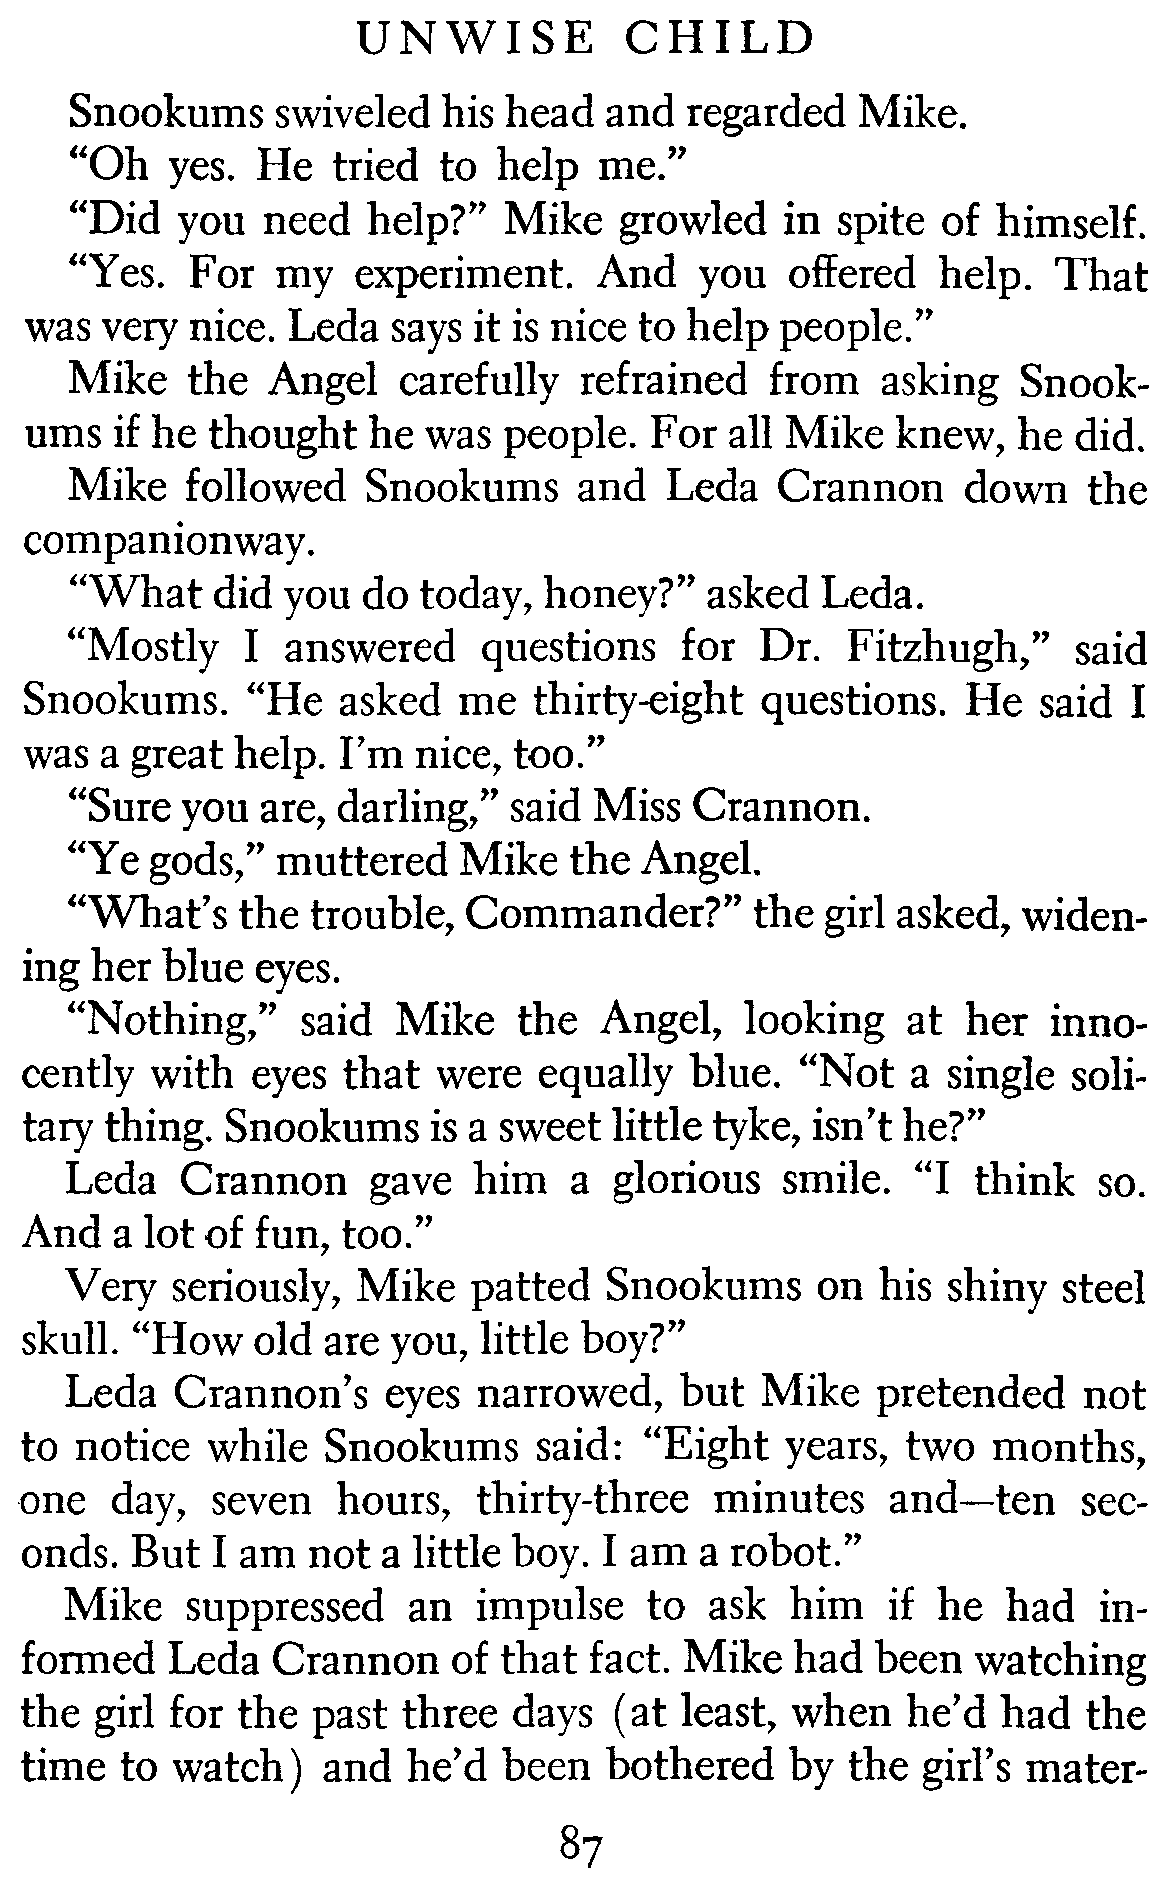 UNWISE CHILD
Snookums swiveled his head and regarded Mike.
“Oh yes. He tried to help me.”
“Did you need help?” Mike growled in spite of himself.
“Yes. For my experiment. And you offered help. That
was very nice. Leda says it is nice to help people.”
Mike the Angel carefully refrained from asking Snook-
ums if he thought he was people. For all Mike knew, he did.
Mike followed Snookums and Leda Crannon down the
companionway.
“What did you do today, honey?” asked Leda.
“Mostly I answered questions for Dr. Fitzhugh,” said
Snookums. “He asked me thirty-eight questions. He said I
was a great help. I’m nice, too.”
“Sure you are, darling,” said Miss Crannon.
“Ye gods,” muttered Mike the Angel.
“What’s the trouble, Commander?” the girl asked, widen-
ing her blue eyes.
“Nothing,” said Mike the Angel, looking at her inno-
cently with eyes that were equally blue. “Not a single soli-
tary thing. Snookums is a sweet little tyke, isn’t he?”
Leda Crannon gave him a glorious smile. “I think so.
And a lot of fun, too.”
Very seriously, Mike patted Snookums on his shiny steel
skull. “How old are you, little boy?”
Leda Crannon’s eyes narrowed, but Mike pretended not
to notice while Snookums said: “Eight years, two months,
one day, seven hours, thirty-three minutes and—ten sec-
onds. But I am not a little boy. I am a robot.”
Mike suppressed an impulse to ask him if he had in-
formed Leda Crannon of that fact. Mike had been watching
the girl for the past three days (at least, when he’d had the
time to watch) and he’d been bothered by the girl’s mater-
87